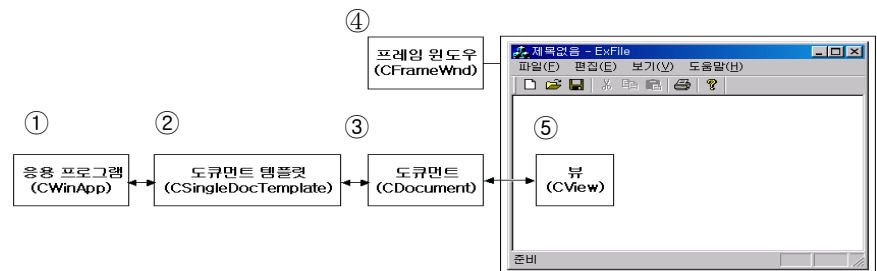 ④
프레임 윈도우
(CFrameWnd)
제목없음 - ExFile
파일(F) 편집(E) 보기(V) 도움말(H)
①
응용 프로그램
(CWinApp)
②
도큐먼트 템플릿
(CSingleDocTemplate)
③
도큐먼트
(CDocument)
⑤
뷰
(CView)
준비